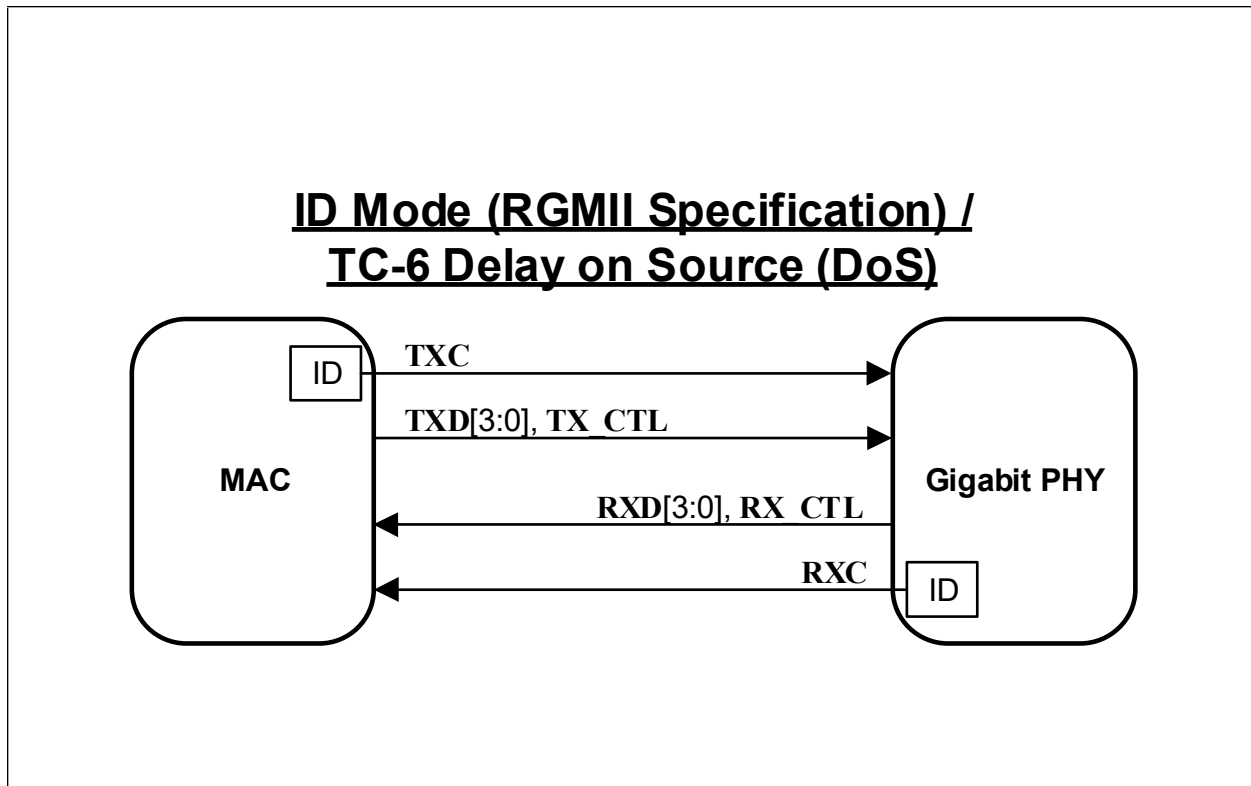 ID Mode (RGMII Specification) /
TC-6 Delay on Source (DoS)
ID
TXC
TXD[3:0], TX_CTL
MAC
Gigabit PHY
RXD[3:0], RX_CTL
RXC
ID